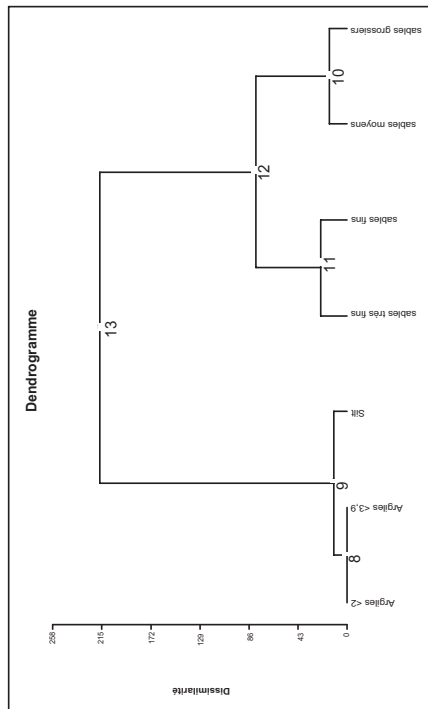 Dendrogramme
Dissimilarité
258
215
172
129
86
43
0
13
12
11
10
9
8
Argiles <2
Argiles <3,9
Silt
sables trés fins
sables fins
sables moyens
sables grossiers